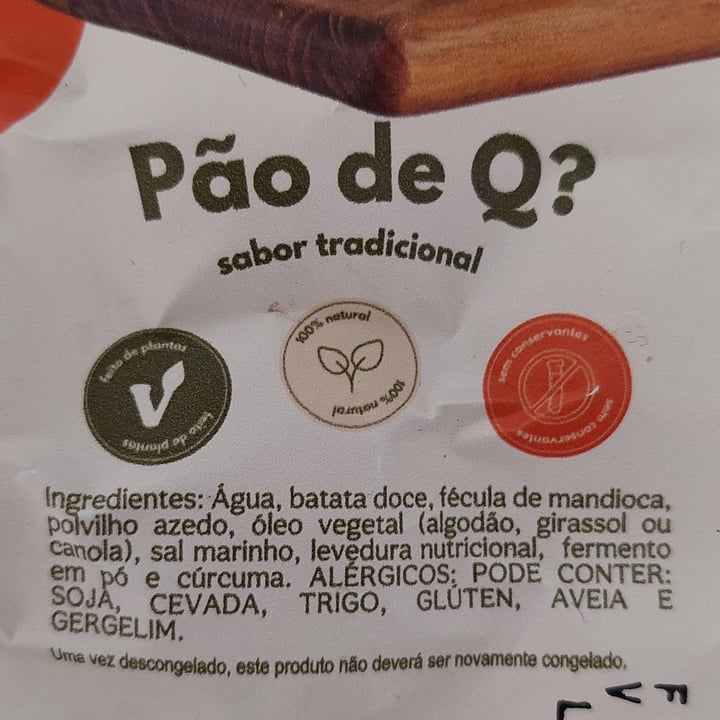 Pão de Q?
sabor tradicional
feito de plantas
feito de plantas
100% natural
100% natural
sem conservantes
sem conservantes
Ingredientes: Água, batata doce, fécula de mandioca,
polvilho azedo, óleo vegetal (algodão, girassol ou
canola), sal marinho, levedura nutricional, fermento
em pó e cúrcuma. ALÉRGICOS: PODE CONTER:
SOJA, CEVADA, TRIGO, GLÚTEN, AVEIA E
GERGELIM.
Uma vez descongelado, este produto não deverá ser novamente congelado.